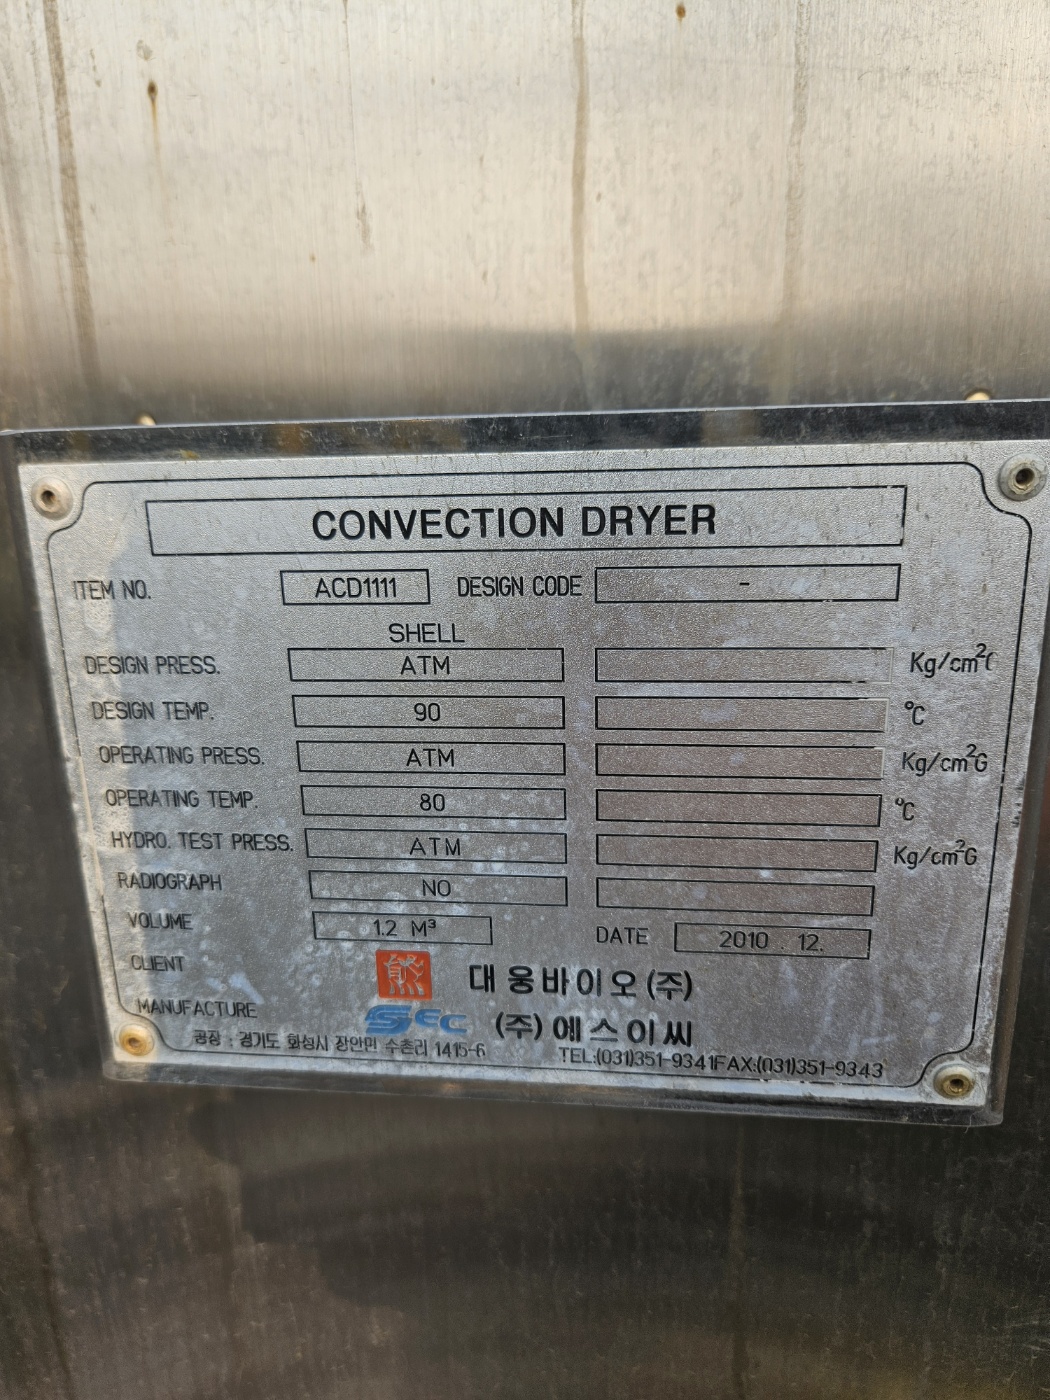 CONVECTION DRYER
ITEM NO. ACD1111 DESIGN CODE -
SHELL
DESIGN PRESS. ATM Kg/cm²G
DESIGN TEMP. 90 ℃
OPERATING PRESS. ATM Kg/cm²G
OPERATING TEMP. 80 ℃
HYDRO. TEST PRESS. ATM Kg/cm²G
RADIOGRAPH NO
VOLUME 1.2 M³ DATE 2010 . 12.
CLIENT 熊 대웅바이오(주)
MANUFACTURE SEC (주)에스이씨
공장 : 경기도 화성시 장안면 수촌리 1415-6 TEL:(031)351-9341 FAX:(031)351-9343